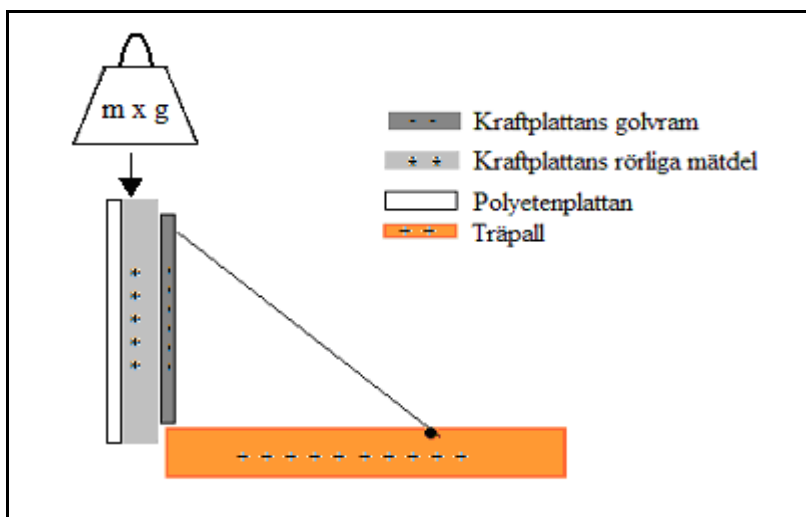 m x g
Kraftplattans golvram
Kraftplattans rörliga mätdel
Polyetenplattan
Träpall